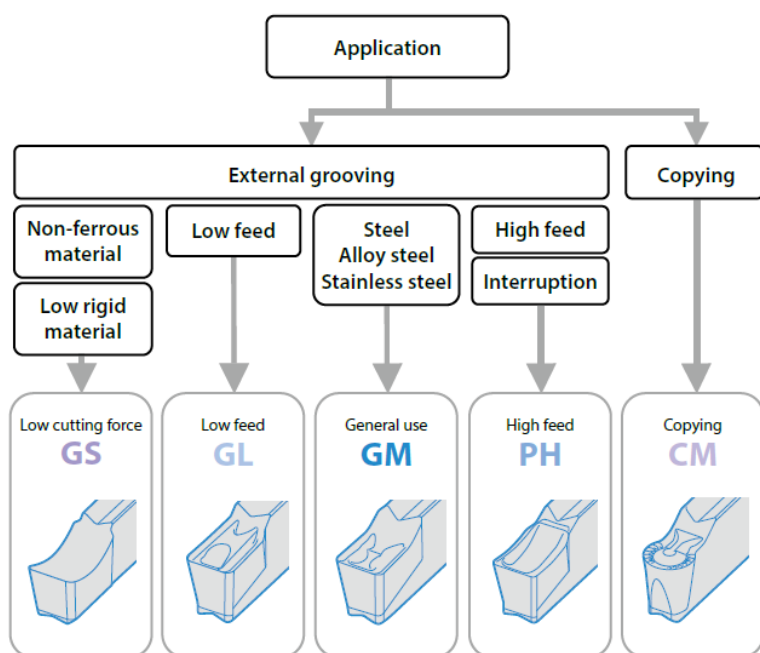 Application
External grooving
Copying
Non-ferrous
material
Low feed
Steel
Alloy steel
Stainless steel
High feed
Interruption
Low rigid
material
Low cutting force
GS
Low feed
GL
General use
GM
High feed
PH
Copying
CM